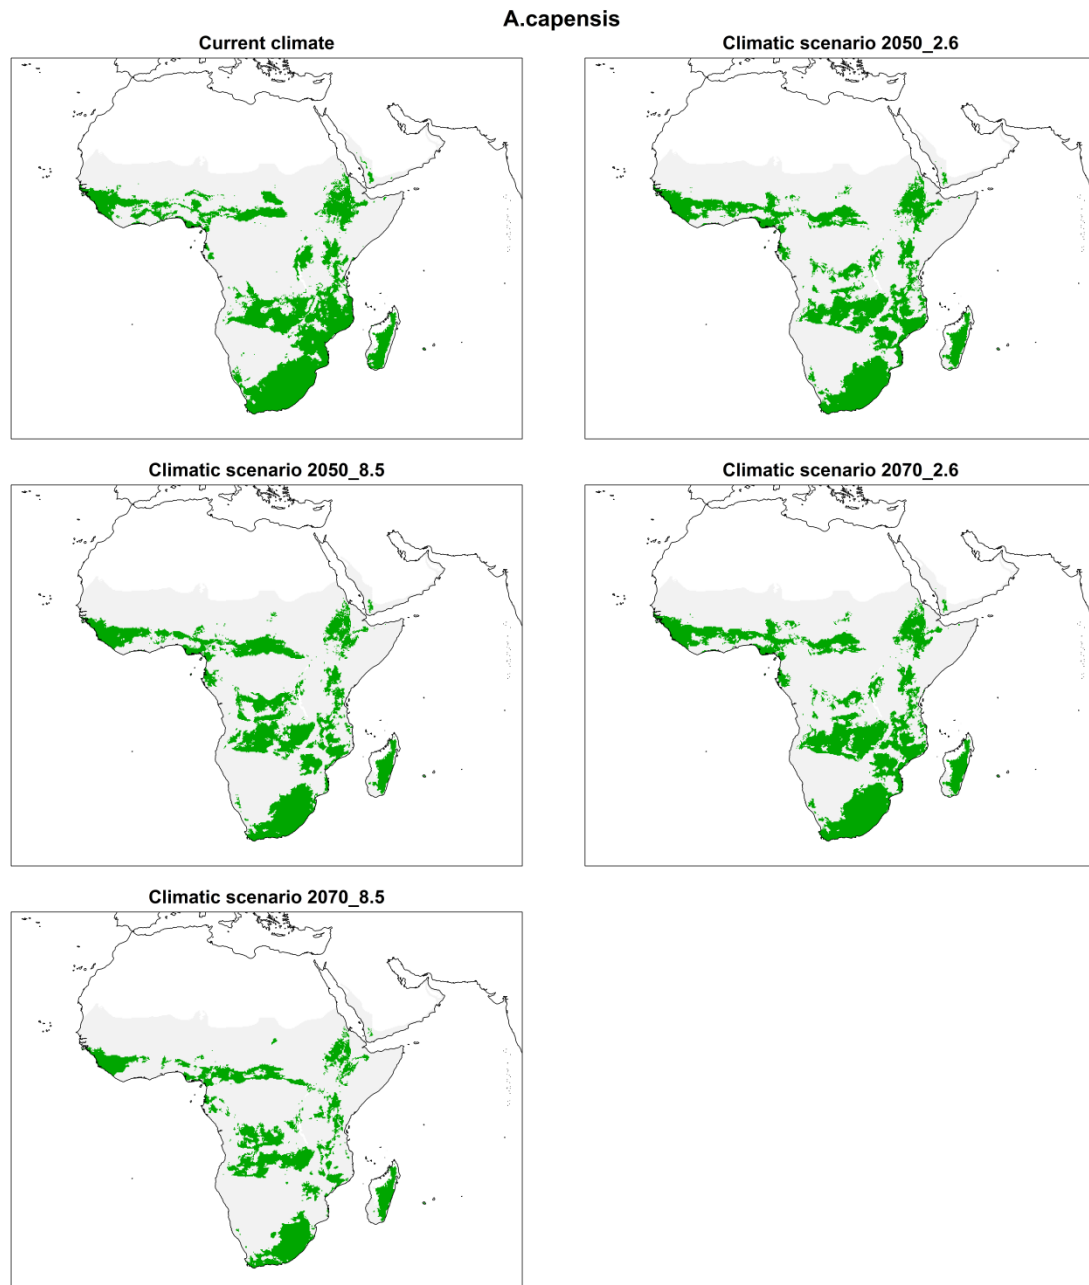 A.capensis
Current climate
Climatic scenario 2050_2.6
Climatic scenario 2050_8.5
Climatic scenario 2070_2.6
Climatic scenario 2070_8.5